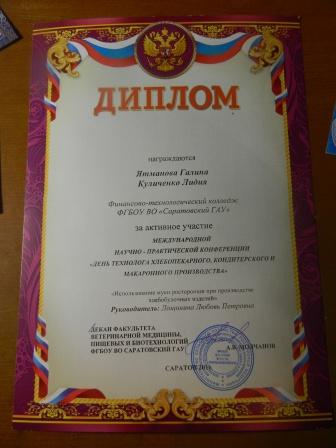 ДИПЛОМ
награждаются
Ятманова Галина
Куличенко Лидия
Финансово-технологический колледж
ФГБОУ ВО «Саратовский ГАУ»
за активное участие
МЕЖДУНАРОДНОЙ
НАУЧНО - ПРАКТИЧЕСКОЙ КОНФЕРЕНЦИИ
«ДЕНЬ ТЕХНОЛОГА ХЛЕБОПЕКАРНОГО, КОНДИТЕРСКОГО И
МАКАРОННОГО ПРОИЗВОДСТВА»
«Использование муки расторопши при производстве
хлебобулочных изделий»
Руководитель: Лощинина Любовь Петровна
ДЕКАН ФАКУЛЬТЕТА
ВЕТЕРИНАРНОЙ МЕДИЦИНЫ,
ПИЩЕВЫХ И БИОТЕХНОЛОГИЙ
ФГБОУ ВО САРАТОВСКИЙ ГАУ
МОЛЧАНОВ
САРАТОВ